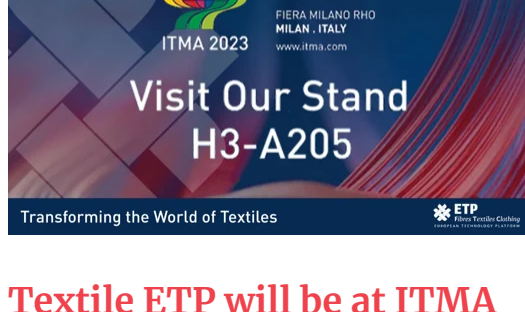 FIERA MILANO RHO
MILAN . ITALY
ITMA 2023
www.itma.com
Visit Our Stand
H3-A205
Transforming the World of Textiles
ETP
Fibres Textiles Clothing
EUROPEAN TECHNOLOGY PLATFORM
Textile ETP will be at ITMA